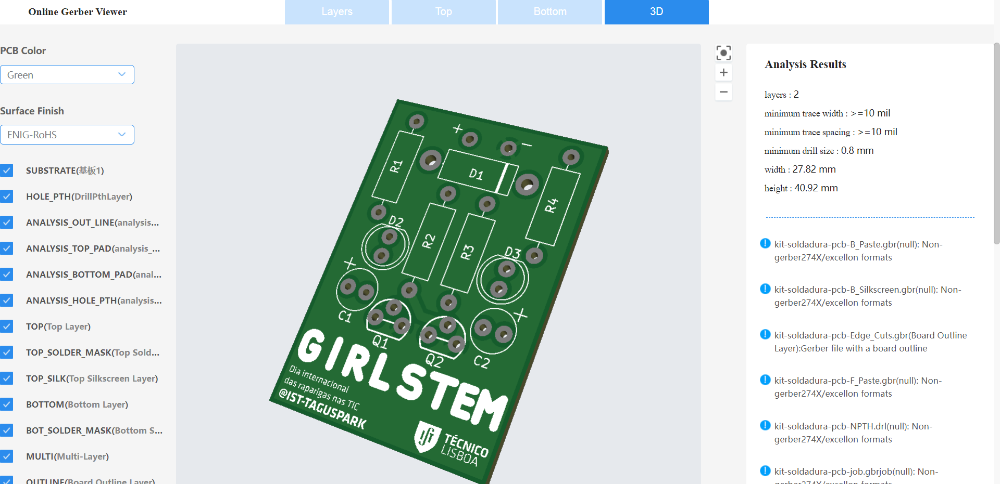 Online Gerber Viewer
Layers
Top
Bottom
3D
PCB Color
Green
Surface Finish
ENIG-RoHS
SUBSTRATE(基板1)
HOLE_PTH(DrillPthLayer)
ANALYSIS_OUT_LINE(analysis...
ANALYSIS_TOP_PAD(analysis_...
ANALYSIS_BOTTOM_PAD(anal...
ANALYSIS_HOLE_PTH(analysis...
TOP(Top Layer)
TOP_SOLDER_MASK(Top Sold...
TOP_SILK(Top Silkscreen Layer)
BOTTOM(Bottom Layer)
BOT_SOLDER_MASK(Bottom S...
MULTI(Multi-Layer)
OUTLINE(Board Outline Layer)
+
−
R1
D1
R4
D2
R2
R3
D3
+
+
C1
Q1
Q2
C2
GIRL STEM
Dia internacional
das raparigas nas TIC
@IST-TAGUSPARK
TÉCNICO
LISBOA
Analysis Results
layers : 2
minimum trace width : >=10 mil
minimum trace spacing : >=10 mil
minimum drill size : 0.8 mm
width : 27.82 mm
height : 40.92 mm
kit-soldadura-pcb-B_Paste.gbr(null): Non-
gerber274X/excellon formats
kit-soldadura-pcb-B_Silkscreen.gbr(null): Non-
gerber274X/excellon formats
kit-soldadura-pcb-Edge_Cuts.gbr(Board Outline
Layer):Gerber file with a board outline
kit-soldadura-pcb-F_Paste.gbr(null): Non-
gerber274X/excellon formats
kit-soldadura-pcb-NPTH.drl(null): Non-
gerber274X/excellon formats
kit-soldadura-pcb-job.gbrjob(null): Non-
gerber274X/excellon formats